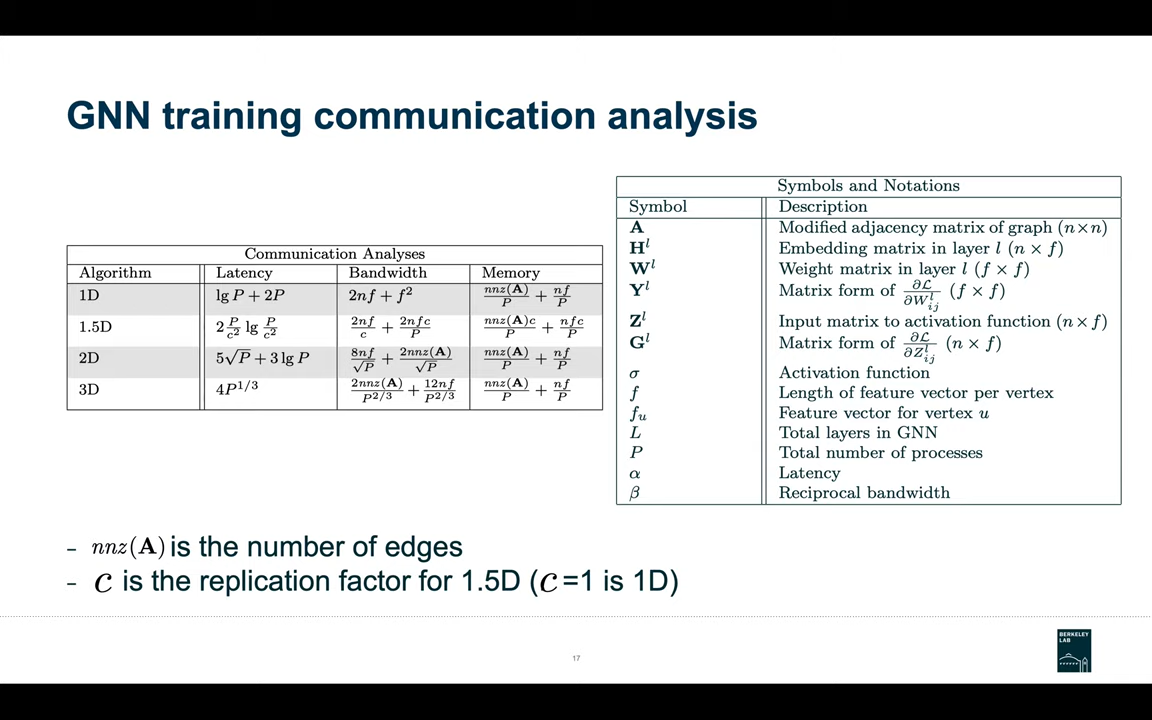 GNN training communication analysis
Communication Analyses
Algorithm Latency Bandwidth Memory
1D lg P + 2P 2nf + f² nnz(A)/P + nf/P
1.5D 2 P/c² lg P/c² 2nf/c + 2nfc/P nnz(A)c/P + nfc/P
2D 5√P + 3 lg P 8nf/√P + 2nnz(A)/√P nnz(A)/P + nf/P
3D 4P^{1/3} 2nnz(A)/P^{2/3} + 12nf/P^{2/3} nnz(A)/P + nf/P
Symbols and Notations
Symbol Description
A Modified adjacency matrix of graph (n×n)
H^l Embedding matrix in layer l (n × f)
W^l Weight matrix in layer l (f × f)
Y^l Matrix form of ∂L/∂W^l_ij (f × f)
Z^l Input matrix to activation function (n × f)
G^l Matrix form of ∂L/∂Z^l_ij (n × f)
σ Activation function
f Length of feature vector per vertex
f_u Feature vector for vertex u
L Total layers in GNN
P Total number of processes
α Latency
β Reciprocal bandwidth
– nnz(A) is the number of edges
– c is the replication factor for 1.5D (c =1 is 1D)
17
BERKELEY
LAB